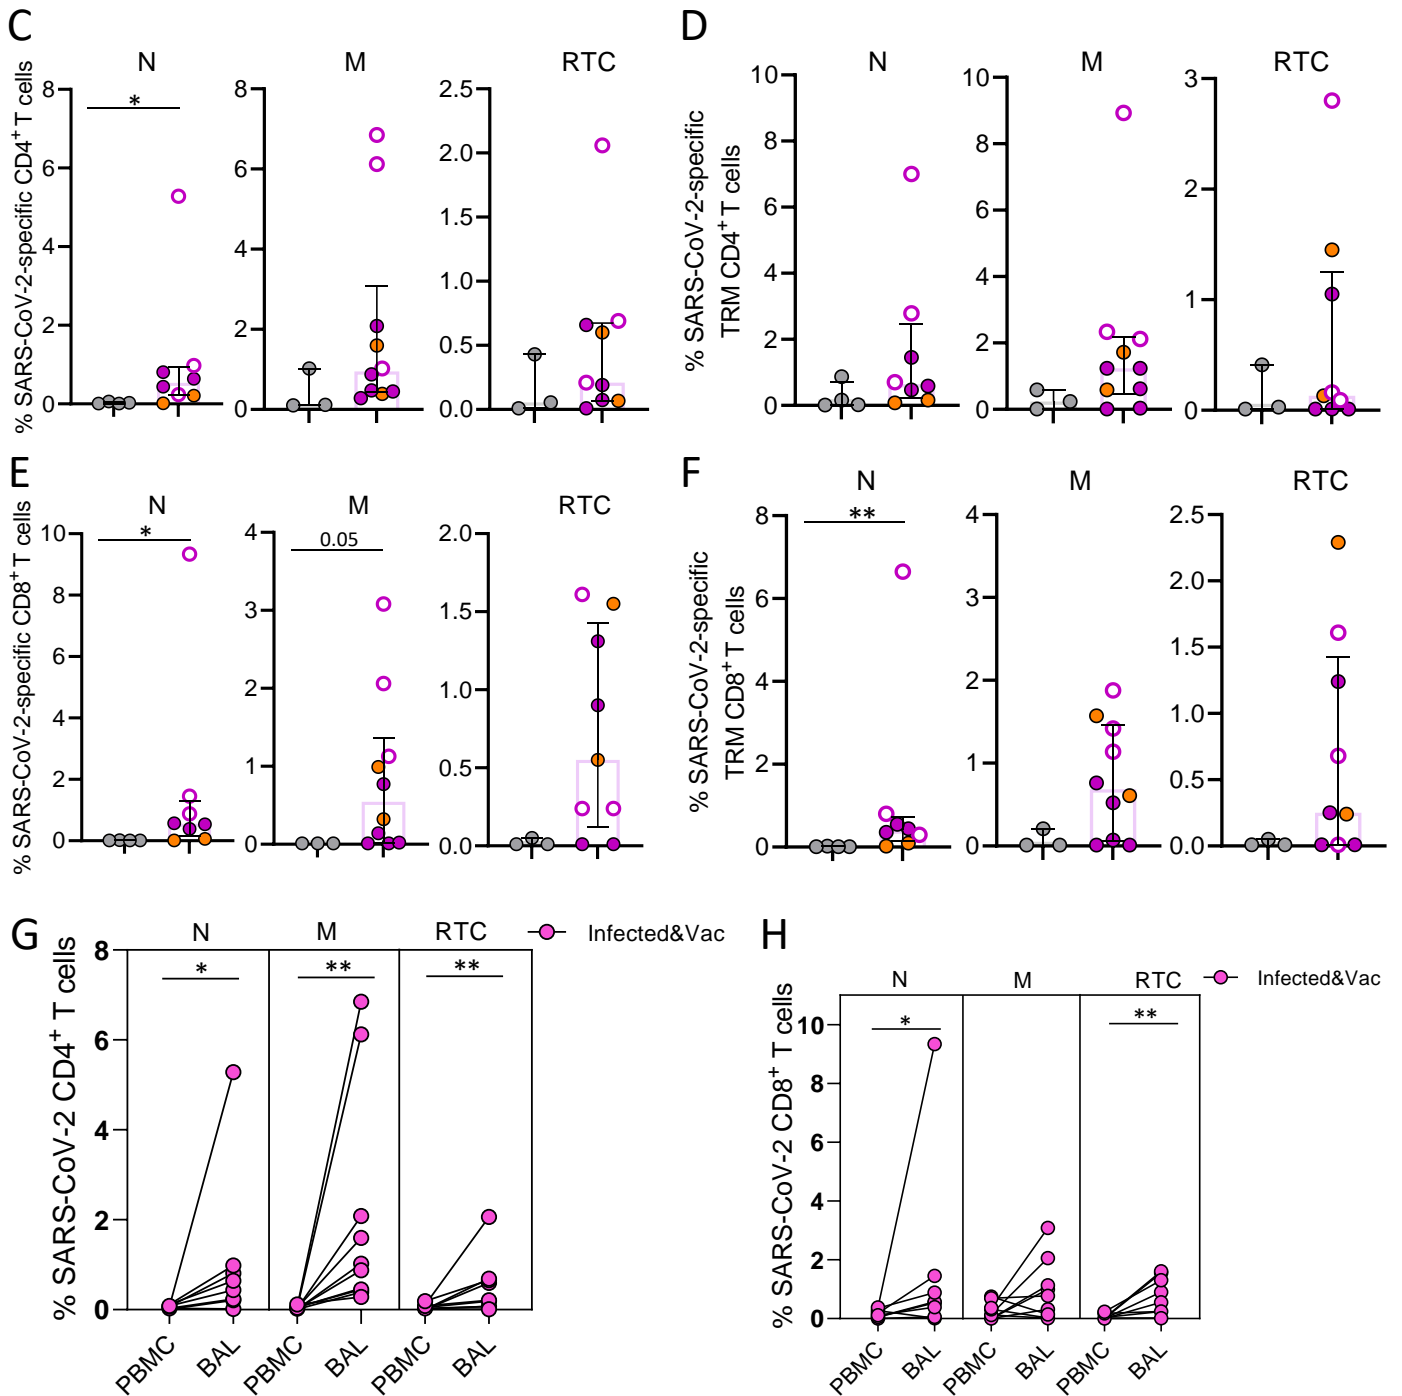 C
N
M
RTC
% SARS-CoV-2-specific CD4+ T cells
8
6
4
2
0
*
8
6
4
2
0
2.5
2.0
1.5
1.0
0.5
0.0
D
N
M
RTC
% SARS-CoV-2-specific
TRM CD4+ T cells
10
8
6
4
2
0
10
8
6
4
2
0
3
2
1
0
E
N
M
RTC
% SARS-CoV-2-specific CD8+ T cells
10
8
6
4
2
0
*
4
3
2
1
0
0.05
2.0
1.5
1.0
0.5
0.0
F
N
M
RTC
% SARS-CoV-2-specific
TRM CD8+ T cells
8
6
4
2
0
**
4
3
2
1
0
2.5
2.0
1.5
1.0
0.5
0.0
G
N
M
RTC
Infected&Vac
% SARS-CoV-2 CD4+ T cells
8
6
4
2
0
*
**
**
PBMC
BAL
PBMC
BAL
PBMC
BAL
H
N
M
RTC
Infected&Vac
% SARS-CoV-2 CD8+ T cells
10
8
6
4
2
0
*
**
PBMC
BAL
PBMC
BAL
PBMC
BAL